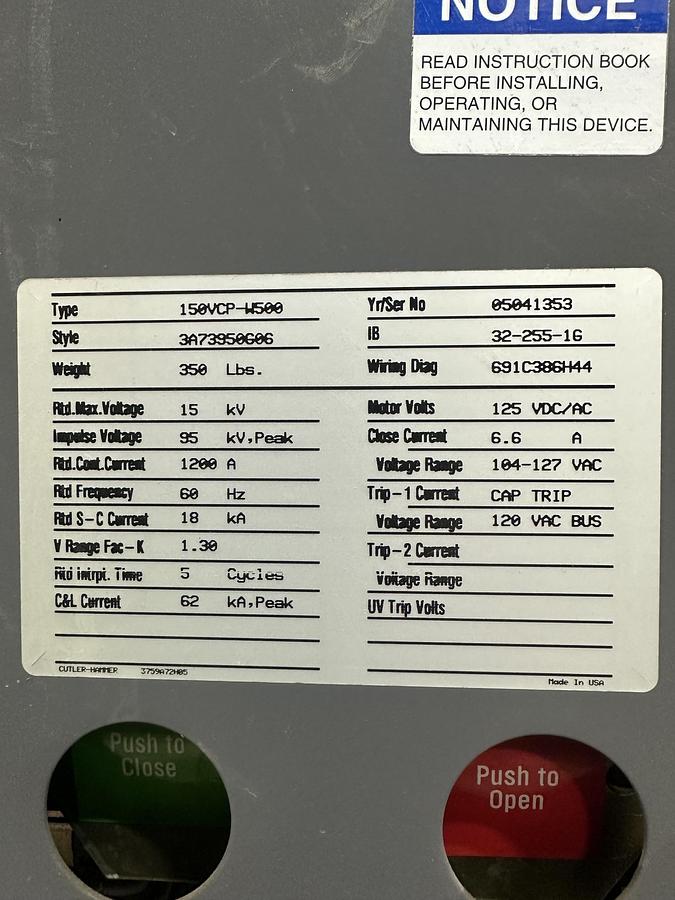 NOTICE
READ INSTRUCTION BOOK
BEFORE INSTALLING,
OPERATING, OR
MAINTAINING THIS DEVICE.
Type 150VCP-W500 Yr/Ser No 05041353
Style 3A73950G06 IB 32-255-1G
Weight 350 Lbs. Wiring Diag 691C386H44
Rtd.Max.Voltage 15 kV Motor Volts 125 VDC/AC
Impulse Voltage 95 kV,Peak Close Current 6.6 A
Rtd.Cont.Current 1200 A Voltage Range 104-127 VAC
Rtd Frequency 60 Hz Trip-1 Current CAP TRIP
Rtd S-C Current 18 kA Voltage Range 120 VAC BUS
V Range Fac-K 1.30 Trip-2 Current
Rtd Intrpt. Time 5 Cycles Voltage Range
C&L Current 62 kA,Peak UV Trip Volts
CUTLER-HAMMER 3759A72H05 Made In USA
Push to
Close
Push to
Open